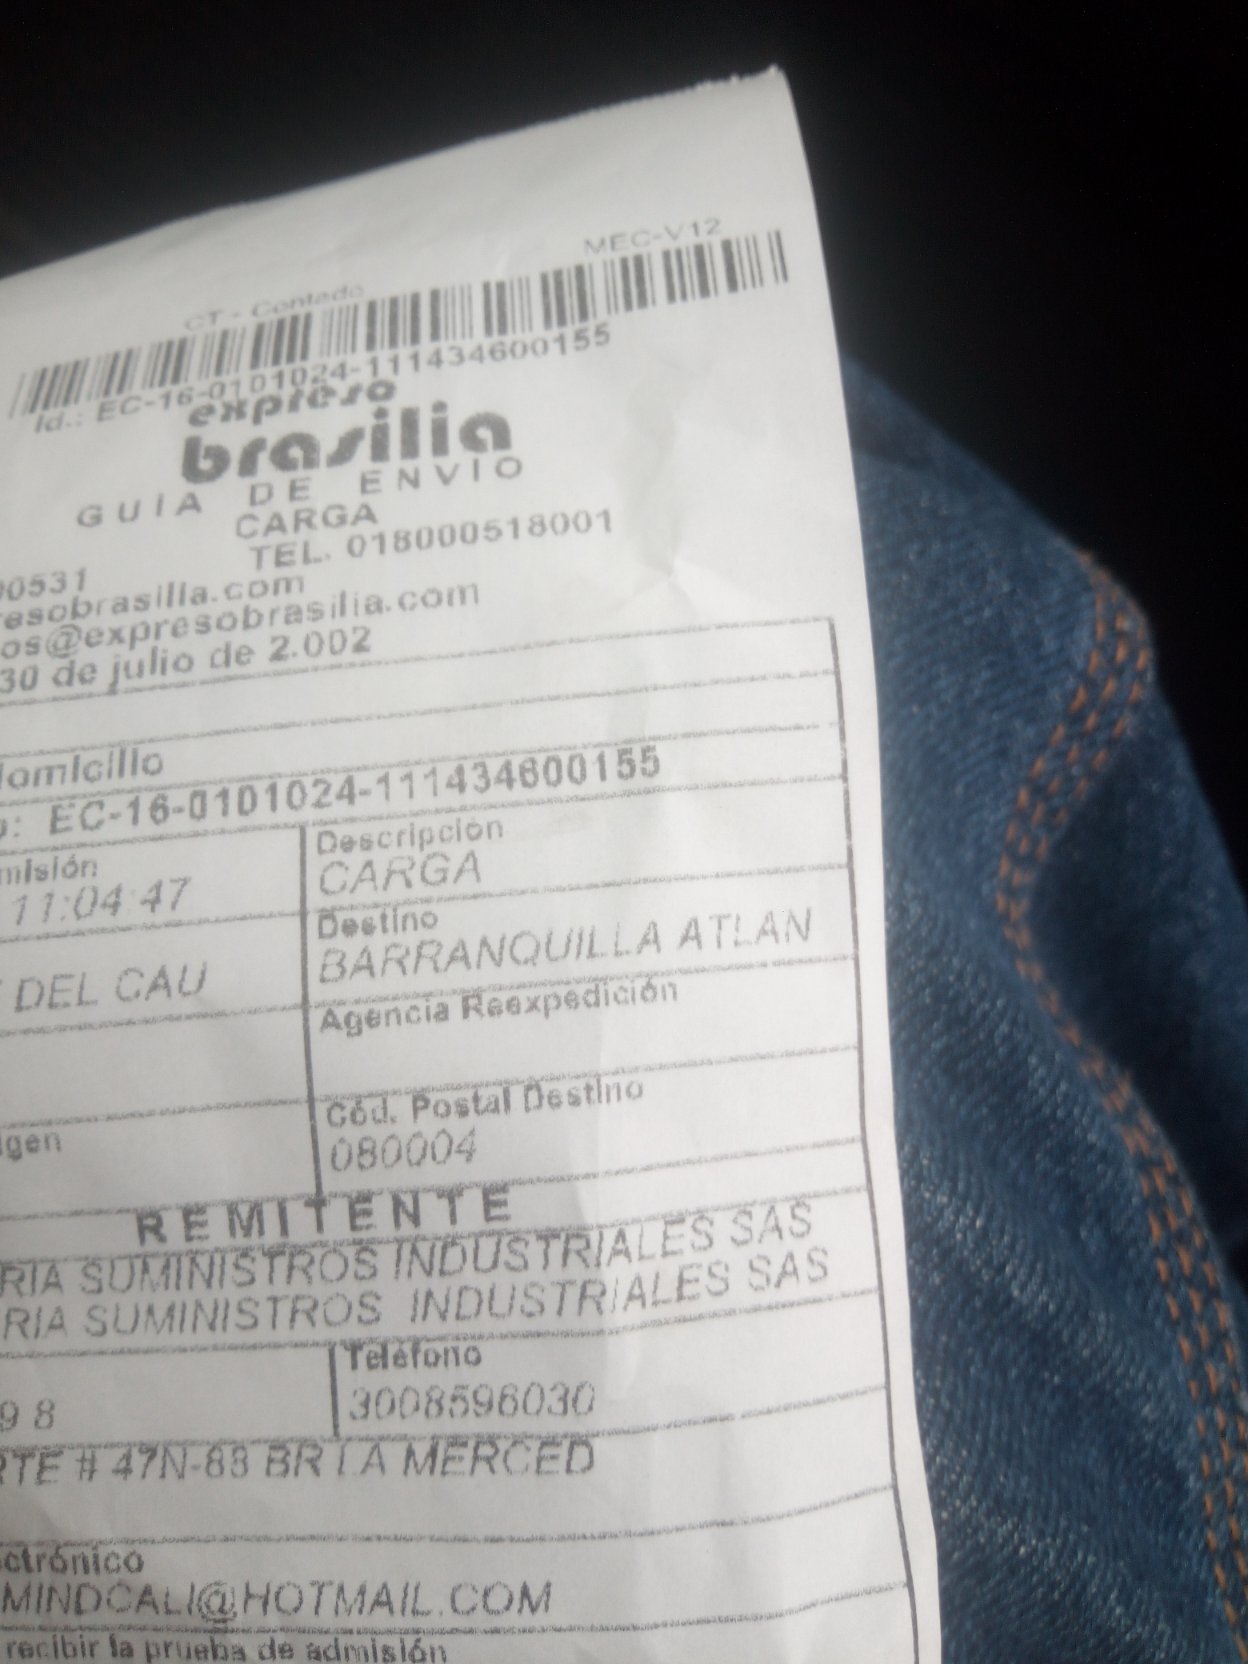 MEC-V12
CT - Contado
Id.: EC-16-0101024-111434600155
expreso
brasilia
GUIA DE ENVIO
CARGA
TEL. 018000518001
00531
resobrasilia.com
os@expresobrasilia.com
30 de julio de 2.002
domicilio
o: EC-16-0101024-111434600155
misión
11:04:47
Descripción
CARGA
DEL CAU
Destino
BARRANQUILLA ATLAN
Agencia Reexpedición
igen
Cód. Postal Destino
080004
REMITENTE
RIA SUMINISTROS INDUSTRIALES SAS
RIA SUMINISTROS INDUSTRIALES SAS
9 8
Teléfono
3008596030
RTE # 47N-88 BR LA MERCED
ctrónico
MINDCALI@HOTMAIL.COM
recibir la prueba de admisión